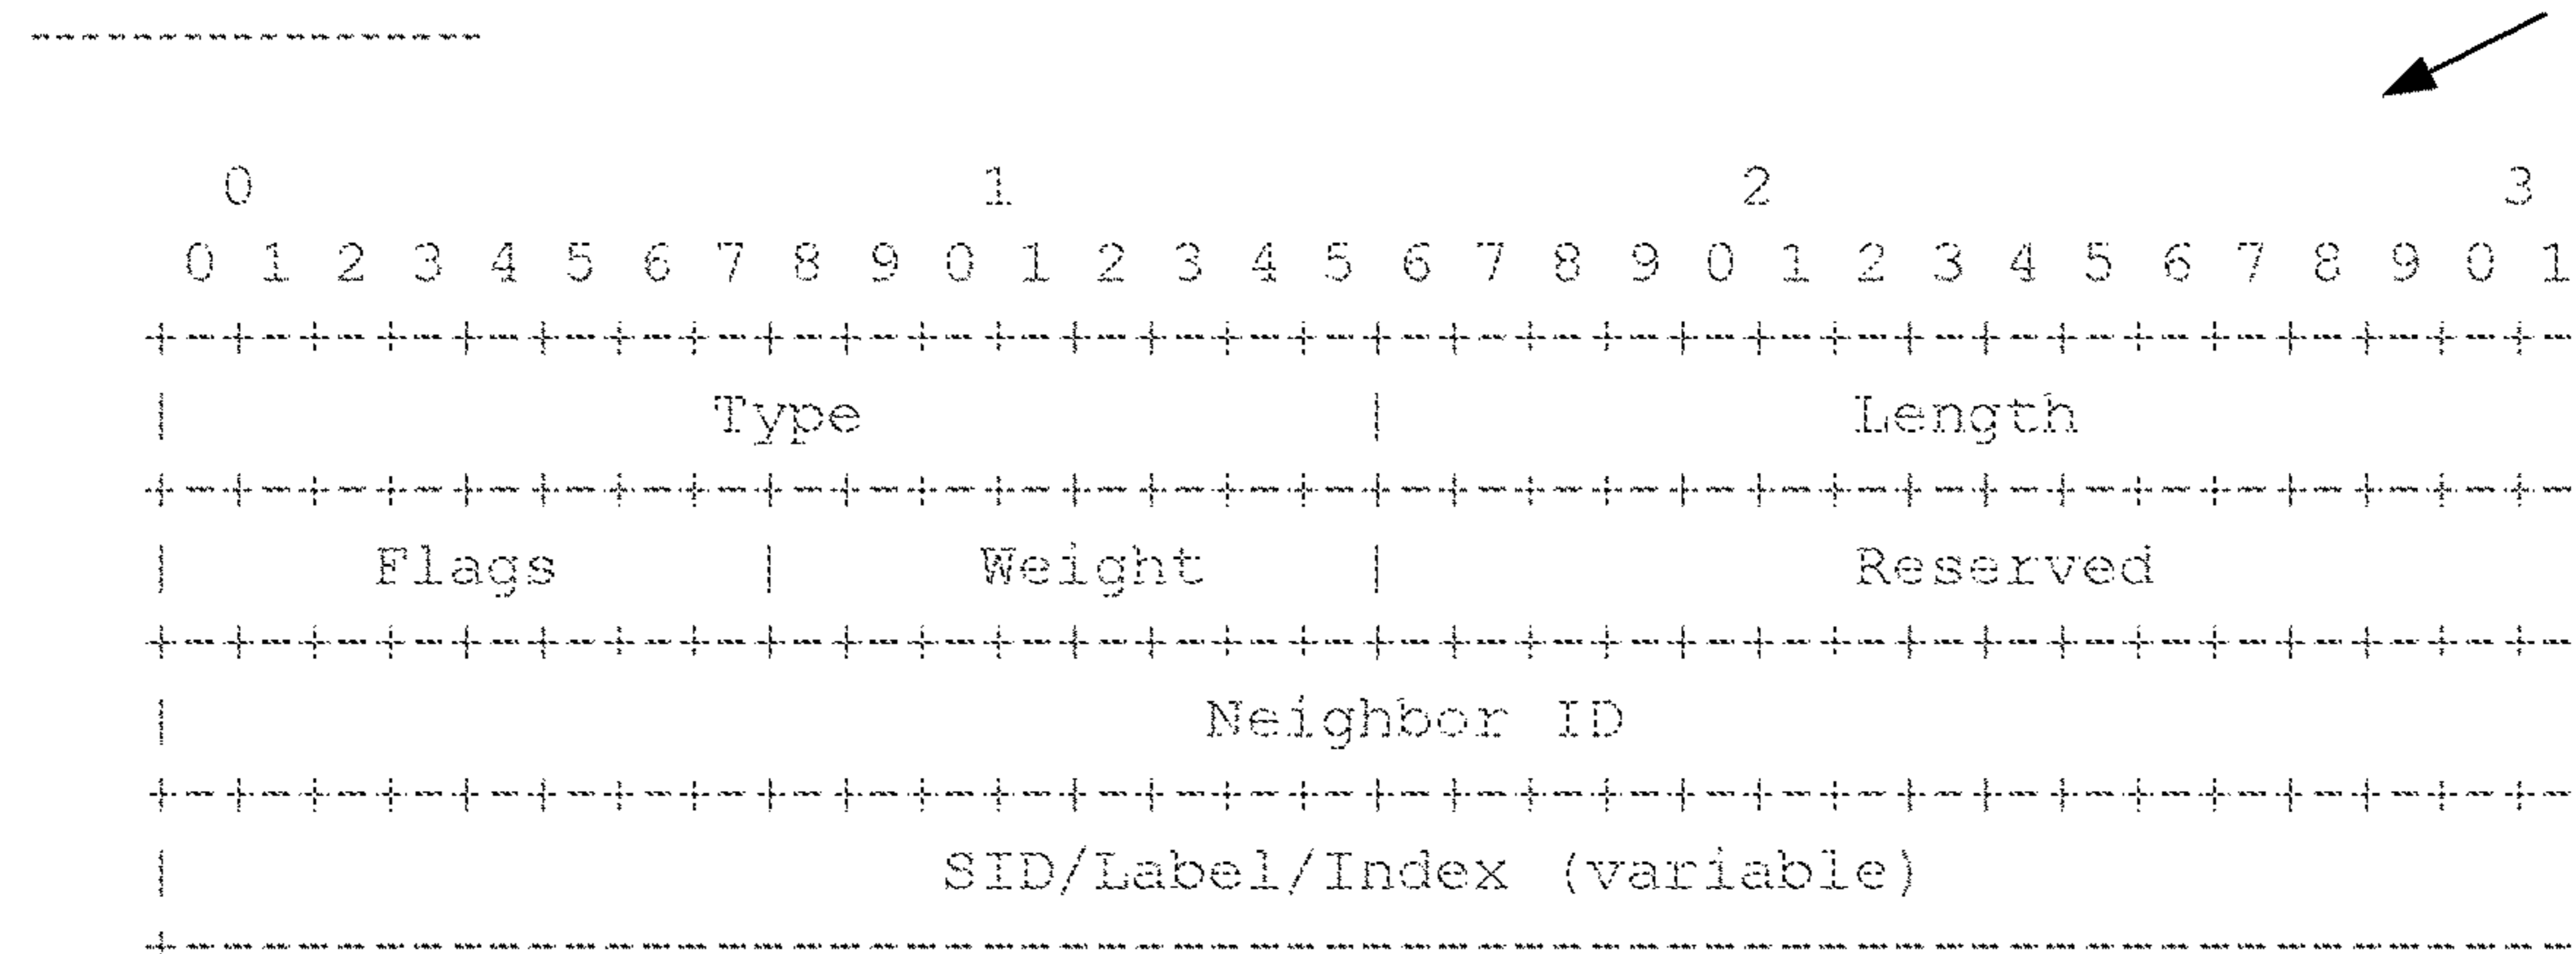 ------------------
0 1 2 3
0 1 2 3 4 5 6 7 8 9 0 1 2 3 4 5 6 7 8 9 0 1 2 3 4 5 6 7 8 9 0 1
+-+-+-+-+-+-+-+-+-+-+-+-+-+-+-+-+-+-+-+-+-+-+-+-+-+-+-+-+-+-+-+-
| Type | Length
+-+-+-+-+-+-+-+-+-+-+-+-+-+-+-+-+-+-+-+-+-+-+-+-+-+-+-+-+-+-+-+-
| Flags | Weight | Reserved
+-+-+-+-+-+-+-+-+-+-+-+-+-+-+-+-+-+-+-+-+-+-+-+-+-+-+-+-+-+-+-+-
| Neighbor ID
+-+-+-+-+-+-+-+-+-+-+-+-+-+-+-+-+-+-+-+-+-+-+-+-+-+-+-+-+-+-+-+-
| SID/Label/Index (variable)
+---------------------------------------------------------------